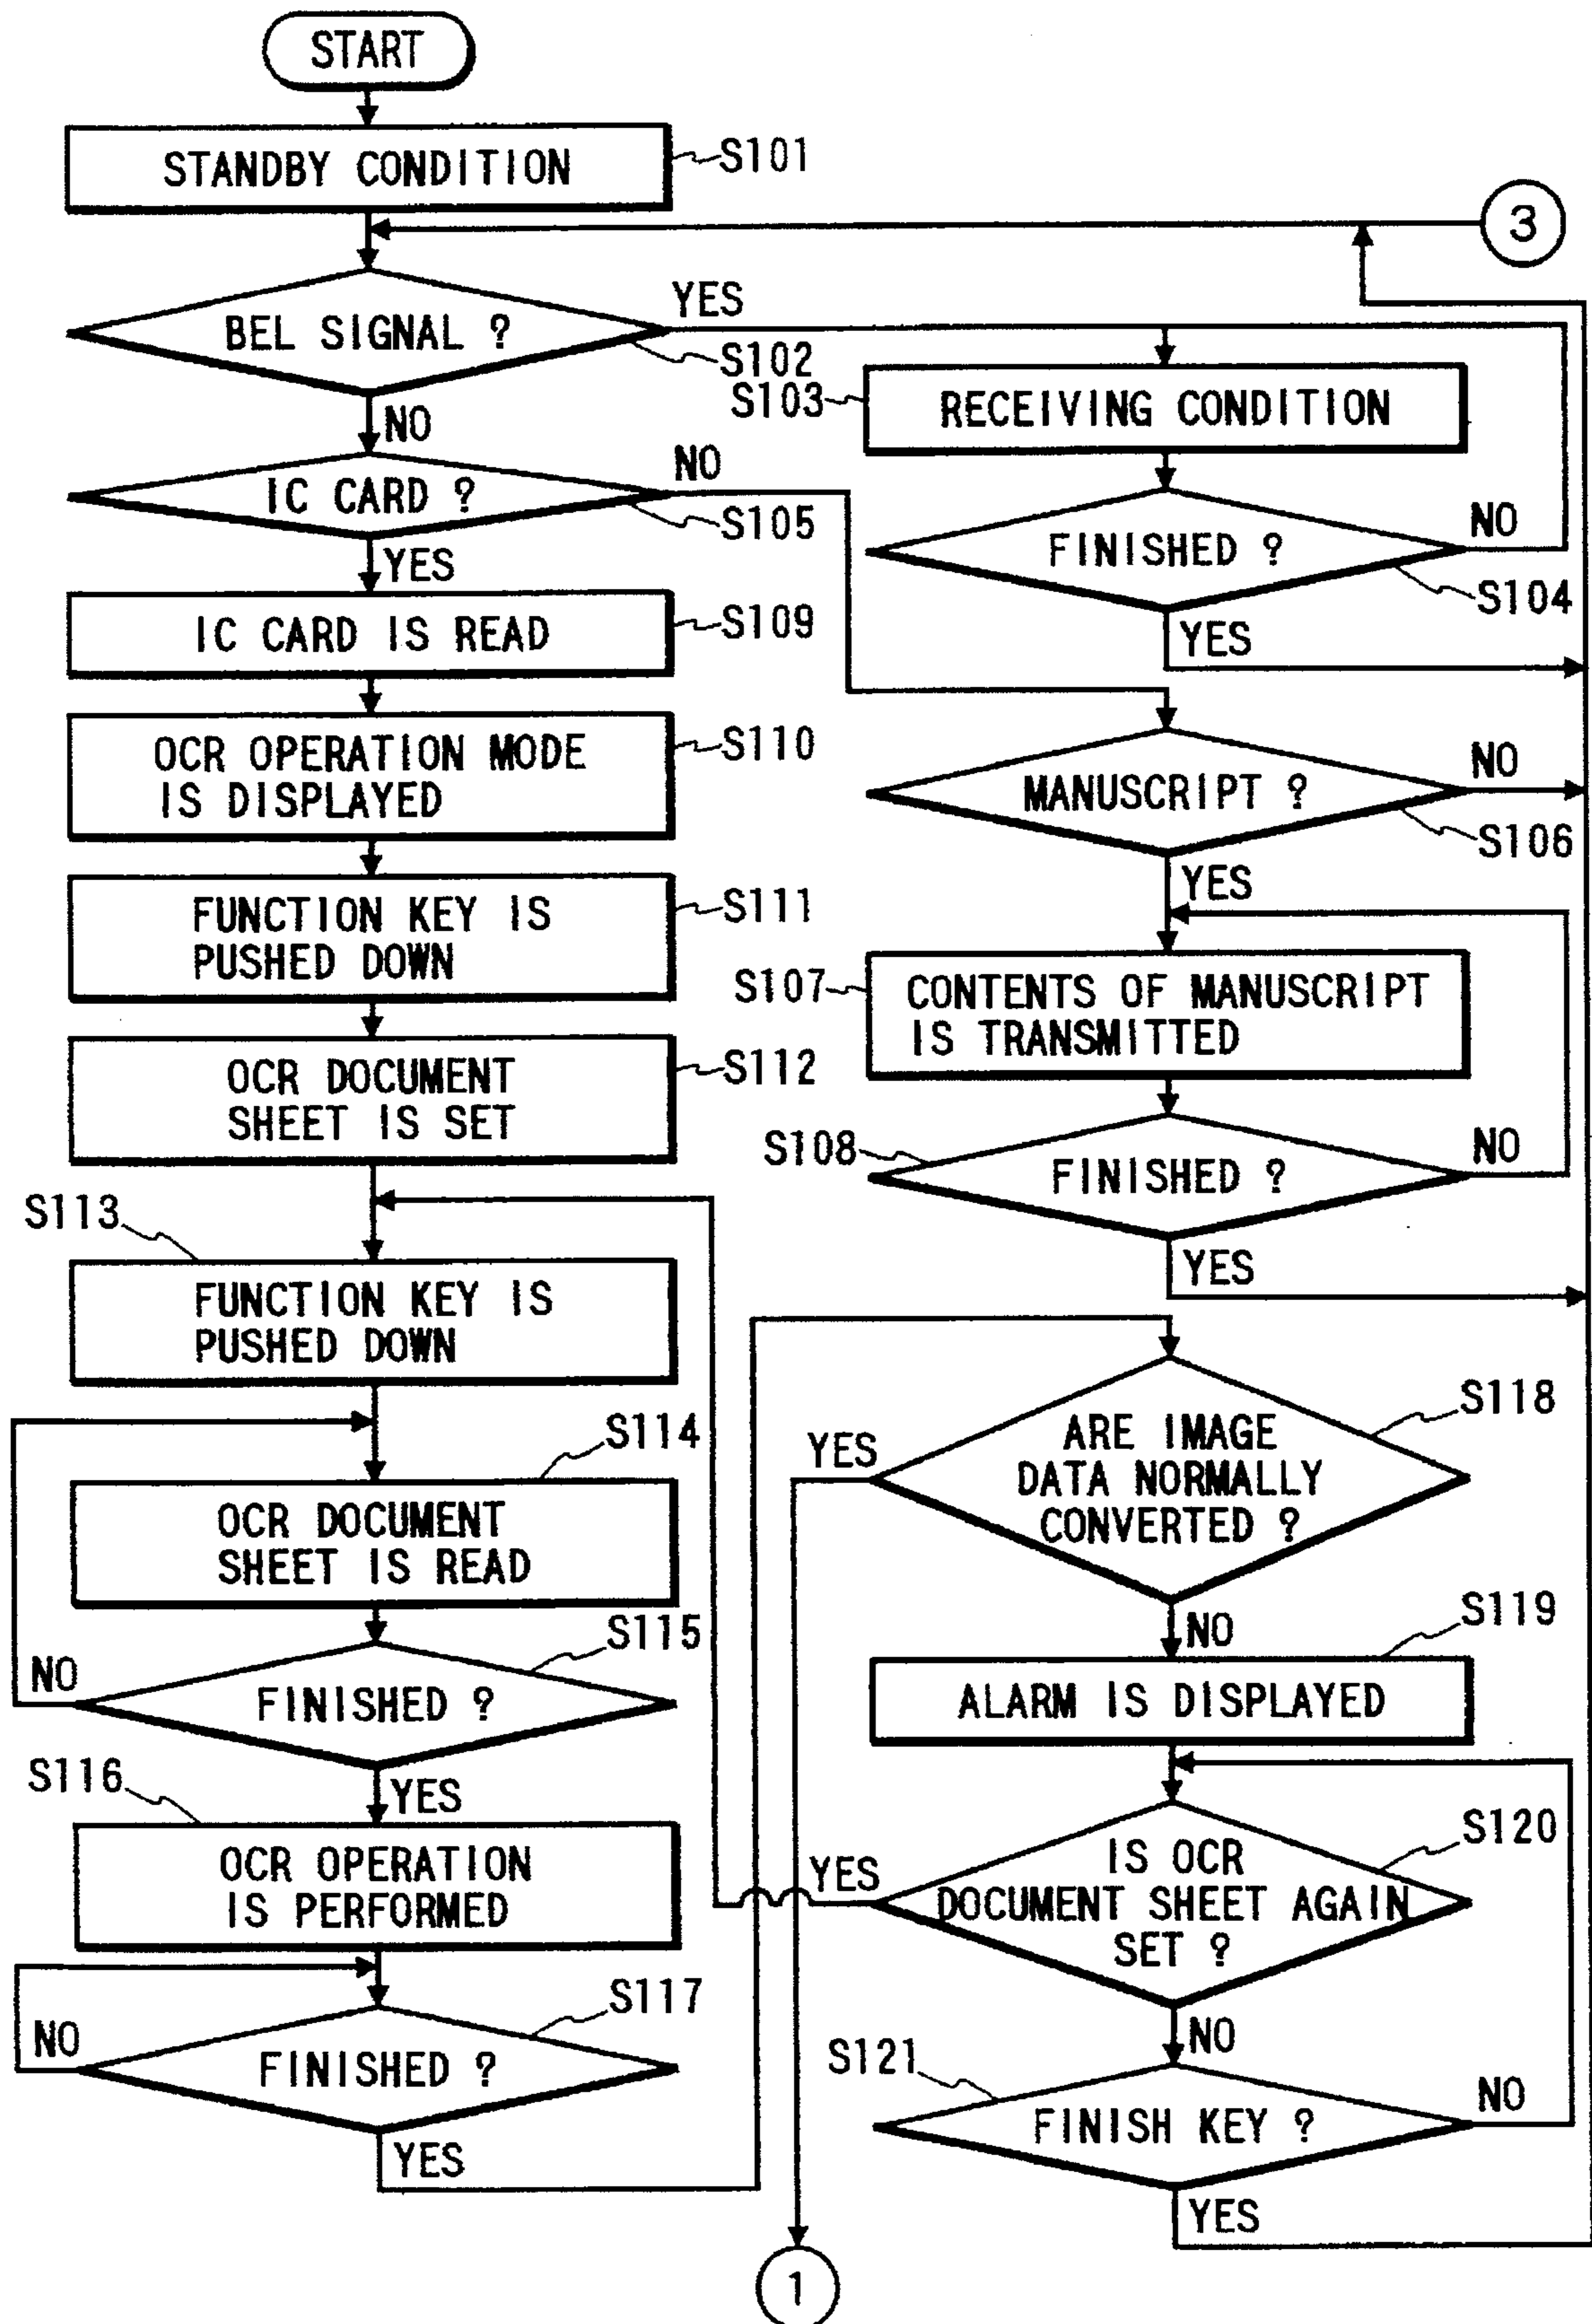 START
STANDBY CONDITION
S101
3
BEL SIGNAL ?
YES
S102
NO
S103
RECEIVING CONDITION
IC CARD ?
NO
S105
YES
FINISHED ?
NO
S104
YES
IC CARD IS READ
S109
OCR OPERATION MODE
IS DISPLAYED
S110
MANUSCRIPT ?
NO
S106
YES
FUNCTION KEY IS
PUSHED DOWN
S111
S107
CONTENTS OF MANUSCRIPT
IS TRANSMITTED
OCR DOCUMENT
SHEET IS SET
S112
S108
FINISHED ?
NO
YES
S113
FUNCTION KEY IS
PUSHED DOWN
S114
OCR DOCUMENT
SHEET IS READ
S115
NO
FINISHED ?
YES
S116
OCR OPERATION
IS PERFORMED
S117
NO
FINISHED ?
YES
S118
YES
ARE IMAGE
DATA NORMALLY
CONVERTED ?
NO
S119
ALARM IS DISPLAYED
S120
YES
IS OCR
DOCUMENT SHEET AGAIN
SET ?
NO
S121
FINISH KEY ?
NO
YES
1